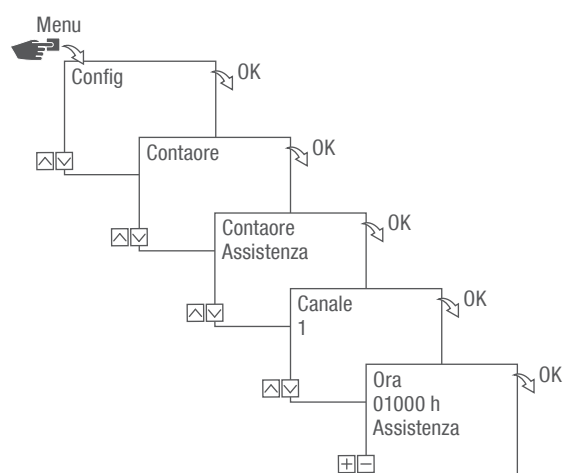 Menu
Config
OK
Contaore
OK
Contaore
Assistenza
OK
Canale
1
OK
Ora
01000 h
Assistenza
OK